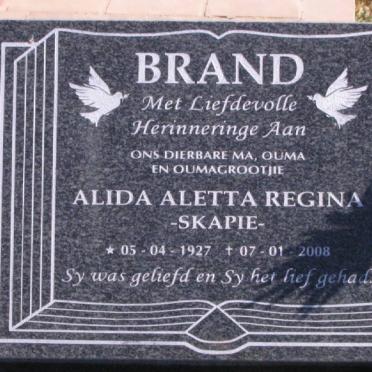 BRAND
Met Liefdevolle
Herinneringe Aan
ONS DIERBARE MA, OUMA
EN OUMAGROOTJIE
ALIDA ALETTA REGINA
-SKAPIE-
★ 05 - 04 - 1927 † 07 - 01 - 2008
Sy was geliefd en Sy het lief gehad.